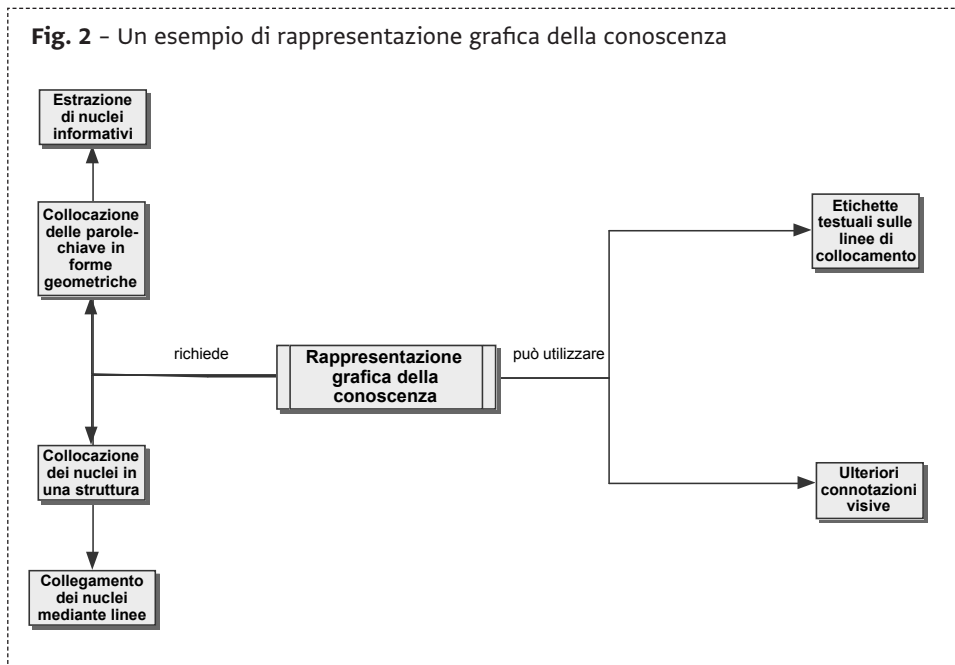 Fig. 2 – Un esempio di rappresentazione grafica della conoscenza
Estrazione
di nuclei
informativi
Collocazione
delle parole-
chiave in
forme
geometriche
richiede
Rappresentazione
grafica della
conoscenza
può utilizzare
Etichette
testuali sulle
linee di
collocamento
Collocazione
dei nuclei in
una struttura
Ulteriori
connotazioni
visive
Collegamento
dei nuclei
mediante linee